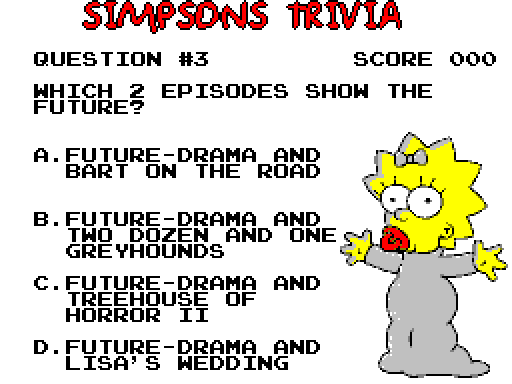 SIMPSONS TRIVIA
QUESTION #3 SCORE 000
WHICH 2 EPISODES SHOW THE
FUTURE?
A. FUTURE-DRAMA AND
BART ON THE ROAD
B. FUTURE-DRAMA AND
TWO DOZEN AND ONE
GREYHOUNDS
C. FUTURE-DRAMA AND
TREEHOUSE OF
HORROR II
D. FUTURE-DRAMA AND
LISA'S WEDDING